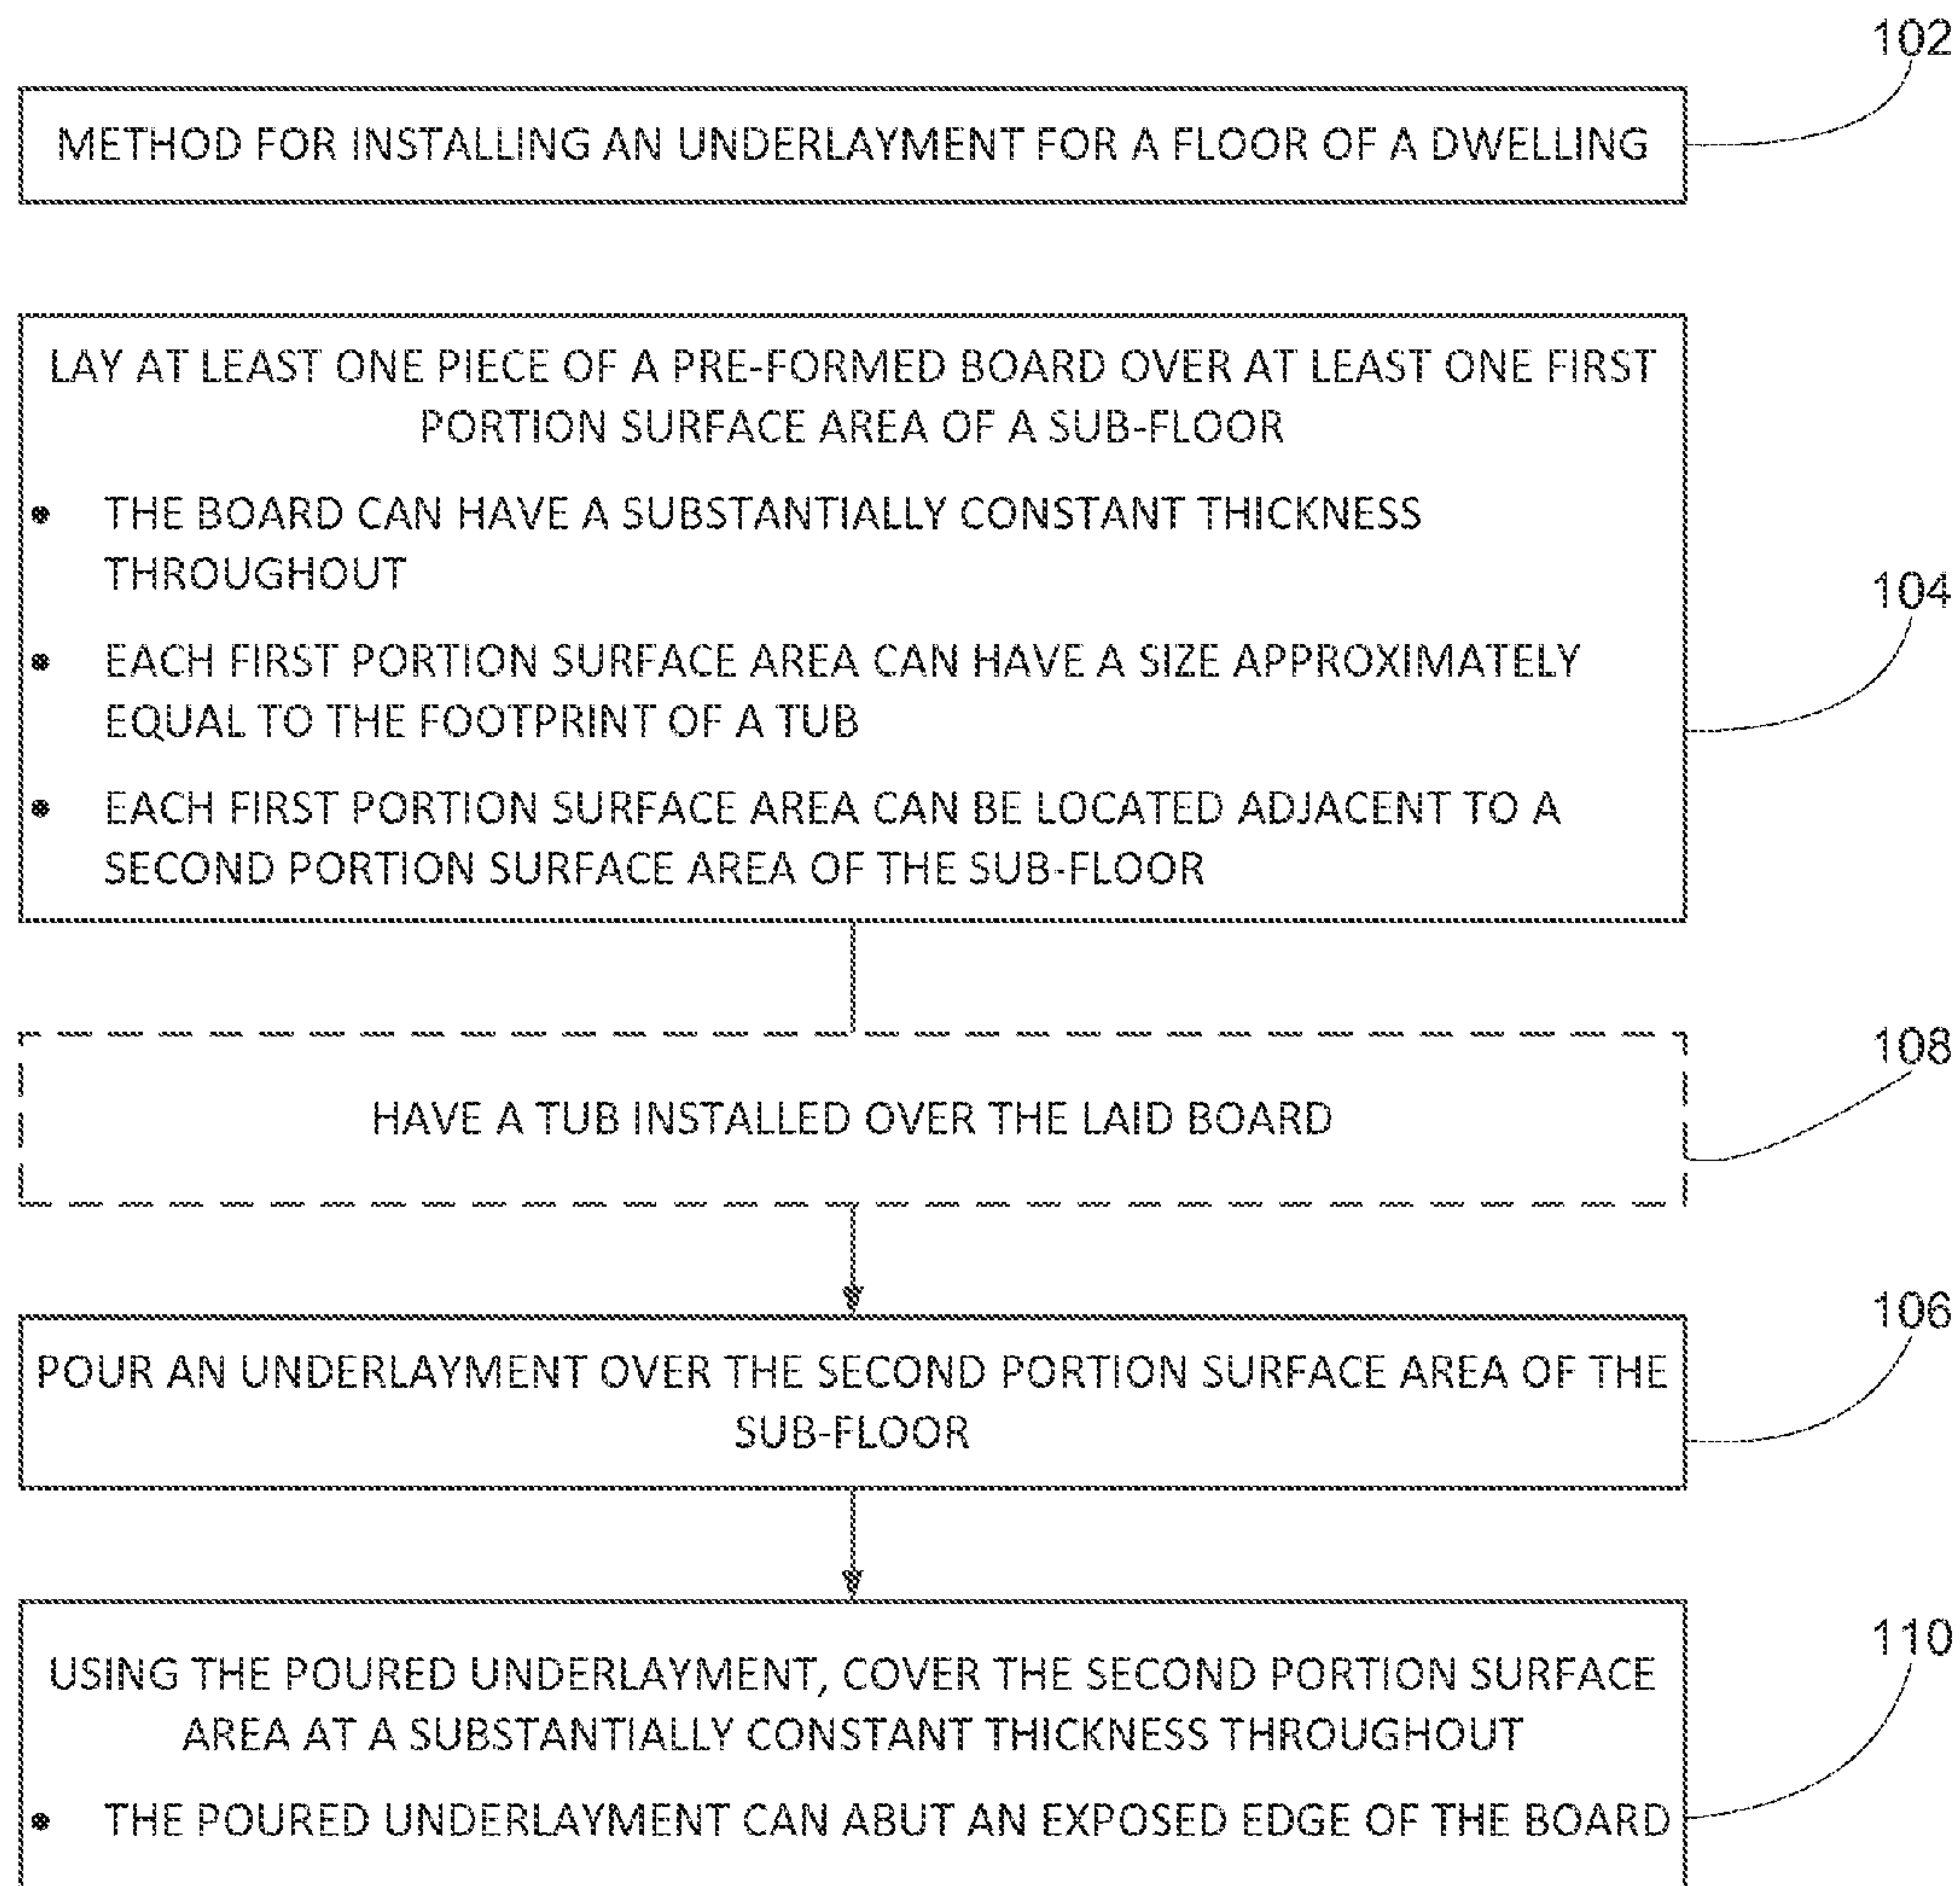 102
METHOD FOR INSTALLING AN UNDERLAYMENT FOR A FLOOR OF A DWELLING
LAY AT LEAST ONE PIECE OF A PRE-FORMED BOARD OVER AT LEAST ONE FIRST
PORTION SURFACE AREA OF A SUB-FLOOR
• THE BOARD CAN HAVE A SUBSTANTIALLY CONSTANT THICKNESS
THROUGHOUT
104
• EACH FIRST PORTION SURFACE AREA CAN HAVE A SIZE APPROXIMATELY
EQUAL TO THE FOOTPRINT OF A TUB
• EACH FIRST PORTION SURFACE AREA CAN BE LOCATED ADJACENT TO A
SECOND PORTION SURFACE AREA OF THE SUB-FLOOR
108
HAVE A TUB INSTALLED OVER THE LAID BOARD
106
POUR AN UNDERLAYMENT OVER THE SECOND PORTION SURFACE AREA OF THE
SUB-FLOOR
110
USING THE POURED UNDERLAYMENT, COVER THE SECOND PORTION SURFACE
AREA AT A SUBSTANTIALLY CONSTANT THICKNESS THROUGHOUT
• THE POURED UNDERLAYMENT CAN ABUT AN EXPOSED EDGE OF THE BOARD